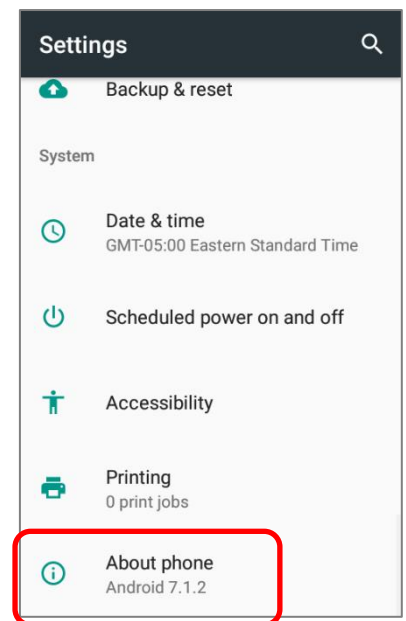 Settings
Backup & reset
System
Date & time
GMT-05:00 Eastern Standard Time
Scheduled power on and off
Accessibility
Printing
0 print jobs
About phone
Android 7.1.2